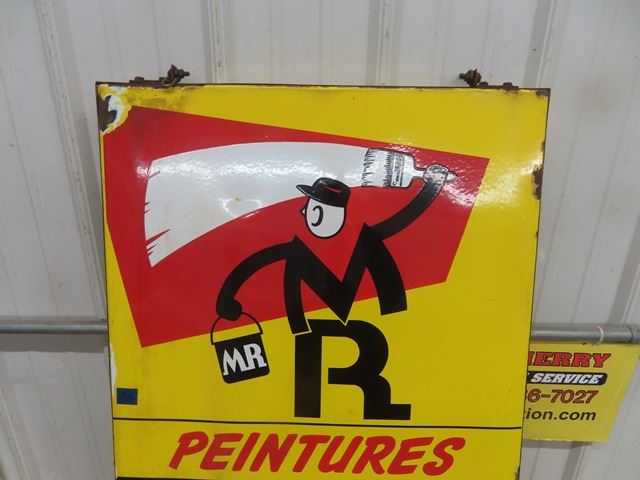 M
R
MR
PEINTURES
HERRY
SERVICE
6-7027
ion.com